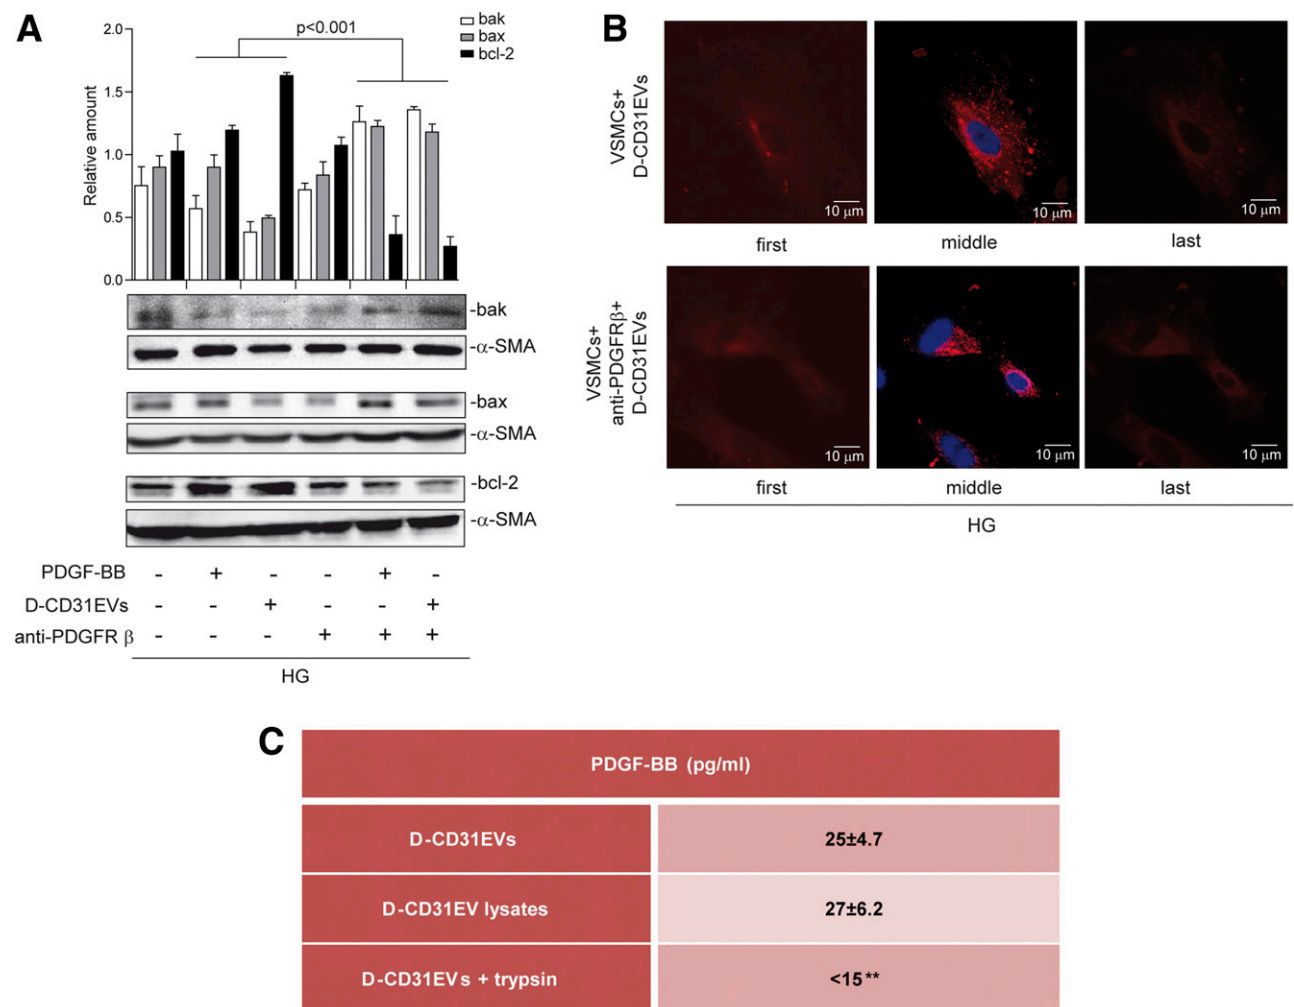 A
2.0
1.5
1.0
0.5
0.0
Relative amount
p<0.001
bak
bax
bcl-2
-bak
-α-SMA
-bax
-α-SMA
-bcl-2
-α-SMA
PDGF-BB - + - - + -
D-CD31EVs - - + - - +
anti-PDGFR β - - - + + +
HG
B
VSMCs+
D-CD31EVs
10 μm
10 μm
10 μm
first
middle
last
VSMCs+
anti-PDGFRβ+
D-CD31EVs
10 μm
10 μm
10 μm
first
middle
last
HG
C
PDGF-BB (pg/ml)
D-CD31EVs 25±4.7
D-CD31EV lysates 27±6.2
D-CD31EVs + trypsin <15**